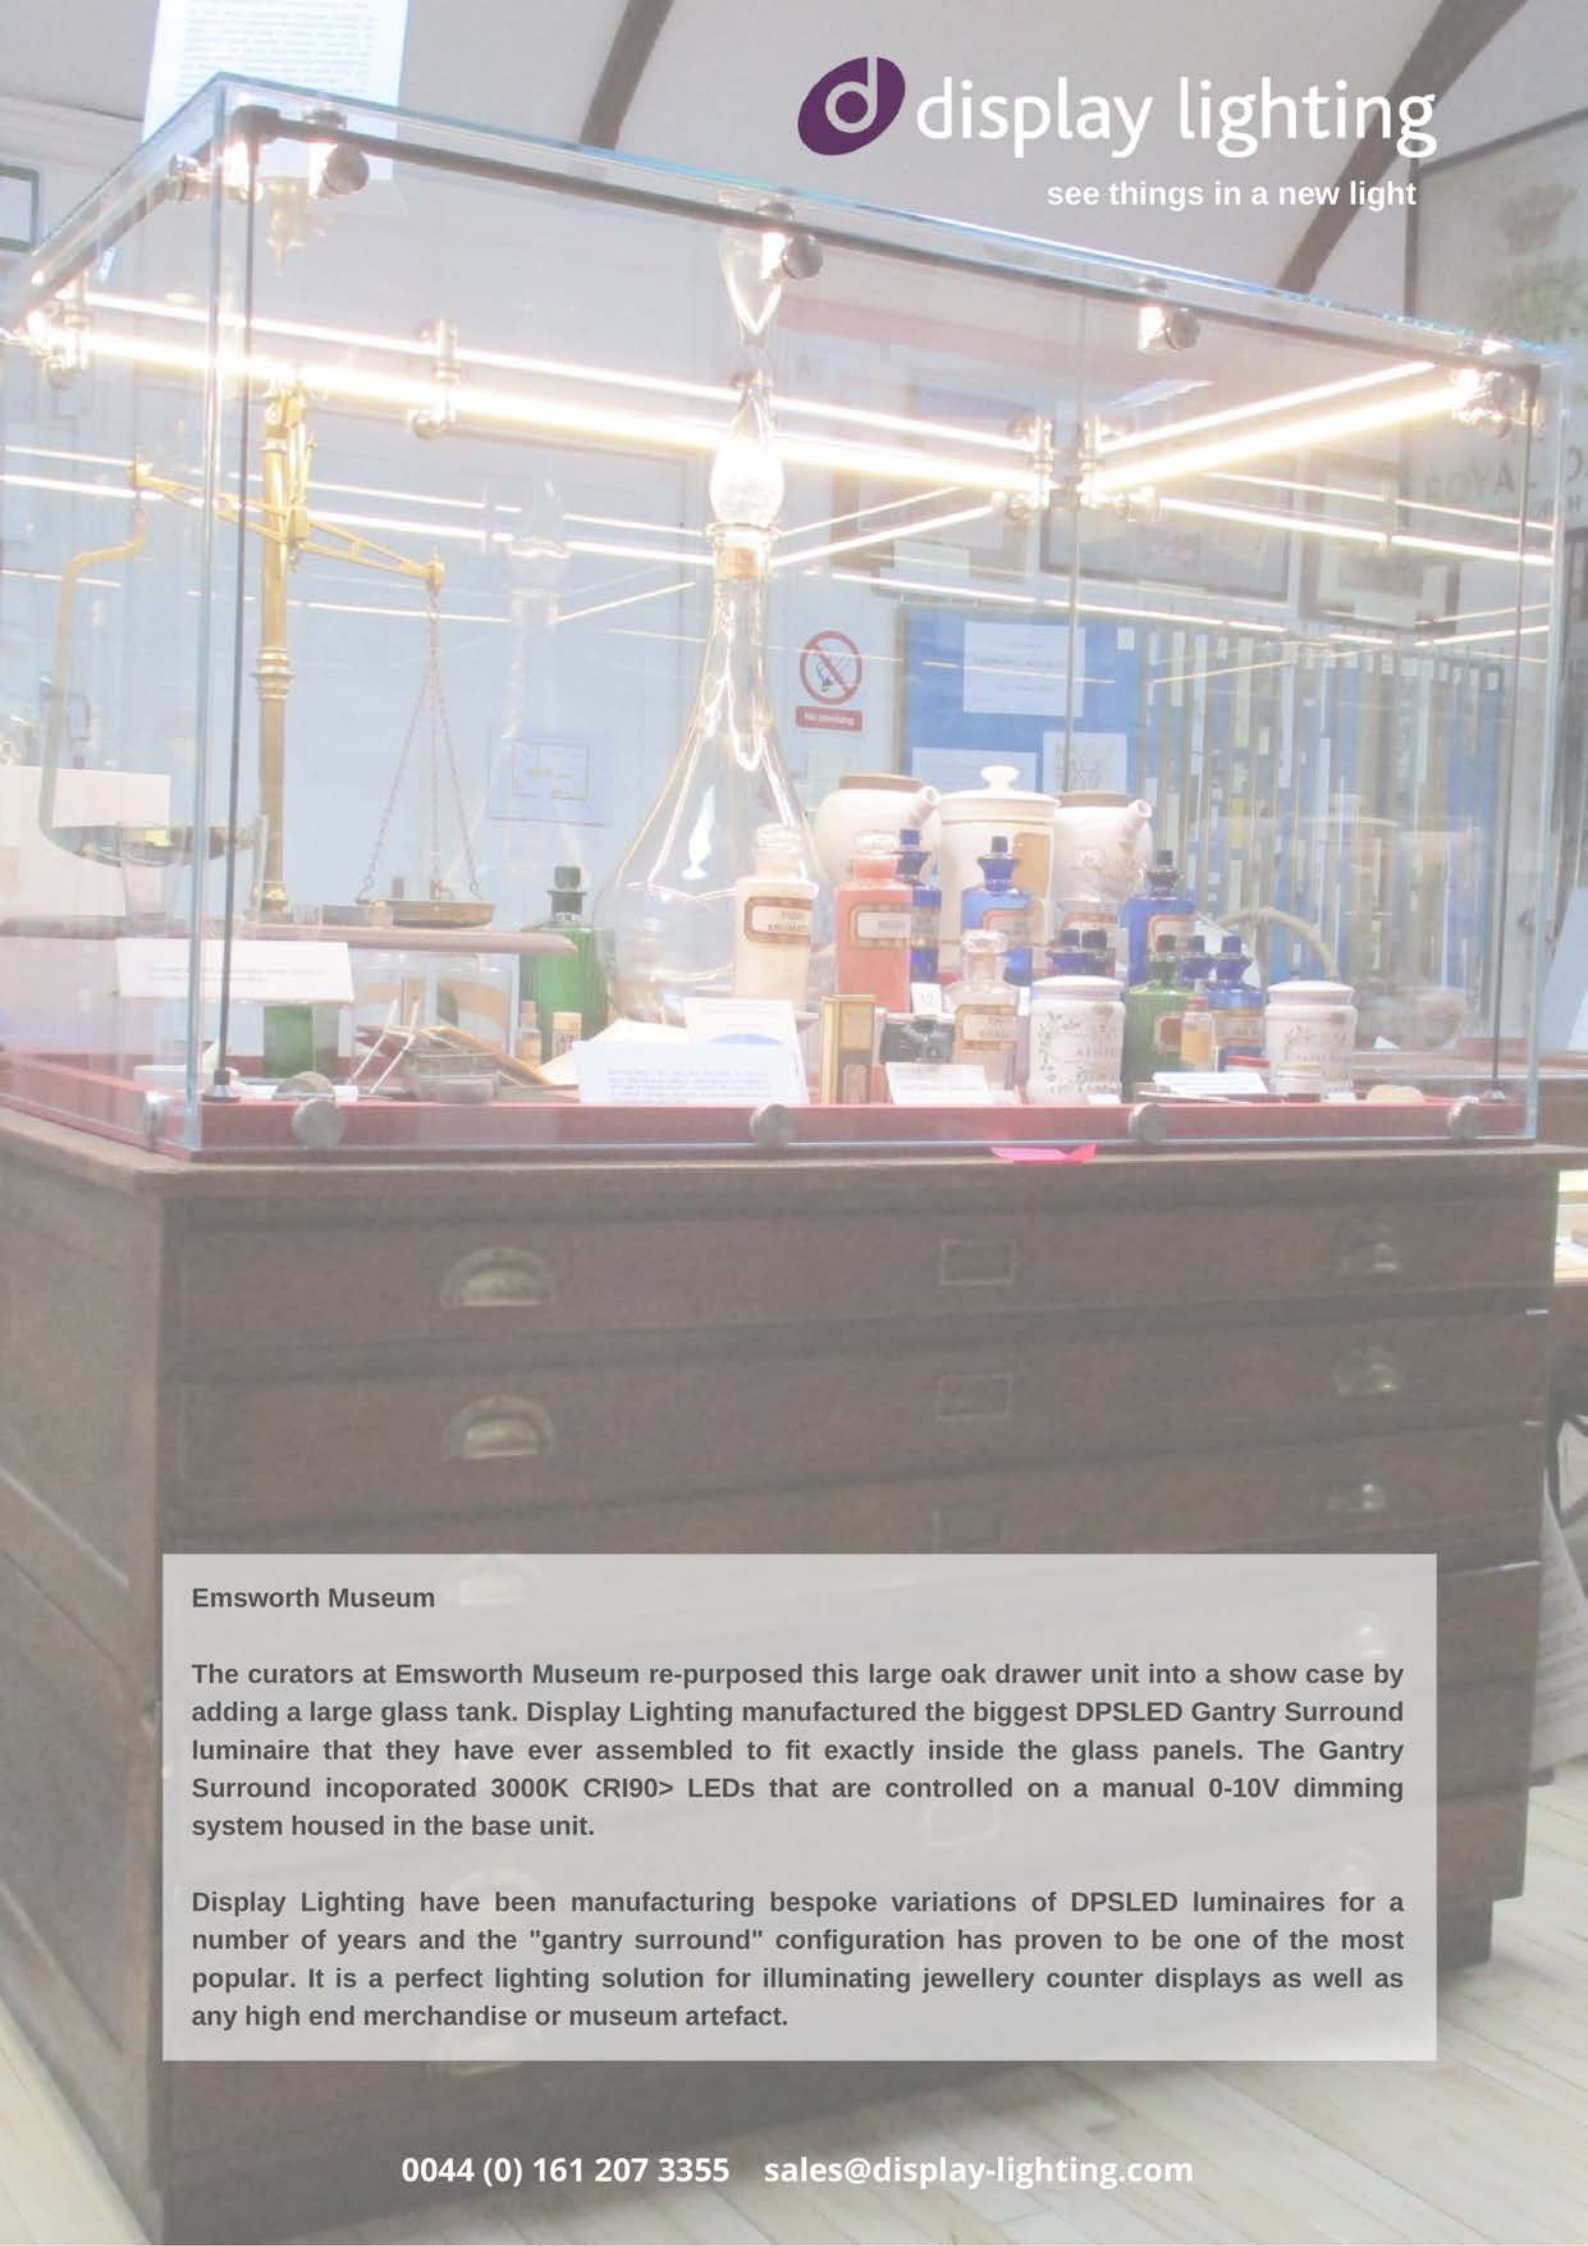 display lighting
see things in a new light
No smoking
Emsworth Museum
The curators at Emsworth Museum re-purposed this large oak drawer unit into a show case by
adding a large glass tank. Display Lighting manufactured the biggest DPSLED Gantry Surround
luminaire that they have ever assembled to fit exactly inside the glass panels. The Gantry
Surround incoporated 3000K CRI90> LEDs that are controlled on a manual 0-10V dimming
system housed in the base unit.
Display Lighting have been manufacturing bespoke variations of DPSLED luminaires for a
number of years and the "gantry surround" configuration has proven to be one of the most
popular. It is a perfect lighting solution for illuminating jewellery counter displays as well as
any high end merchandise or museum artefact.
0044 (0) 161 207 3355 sales@display-lighting.com